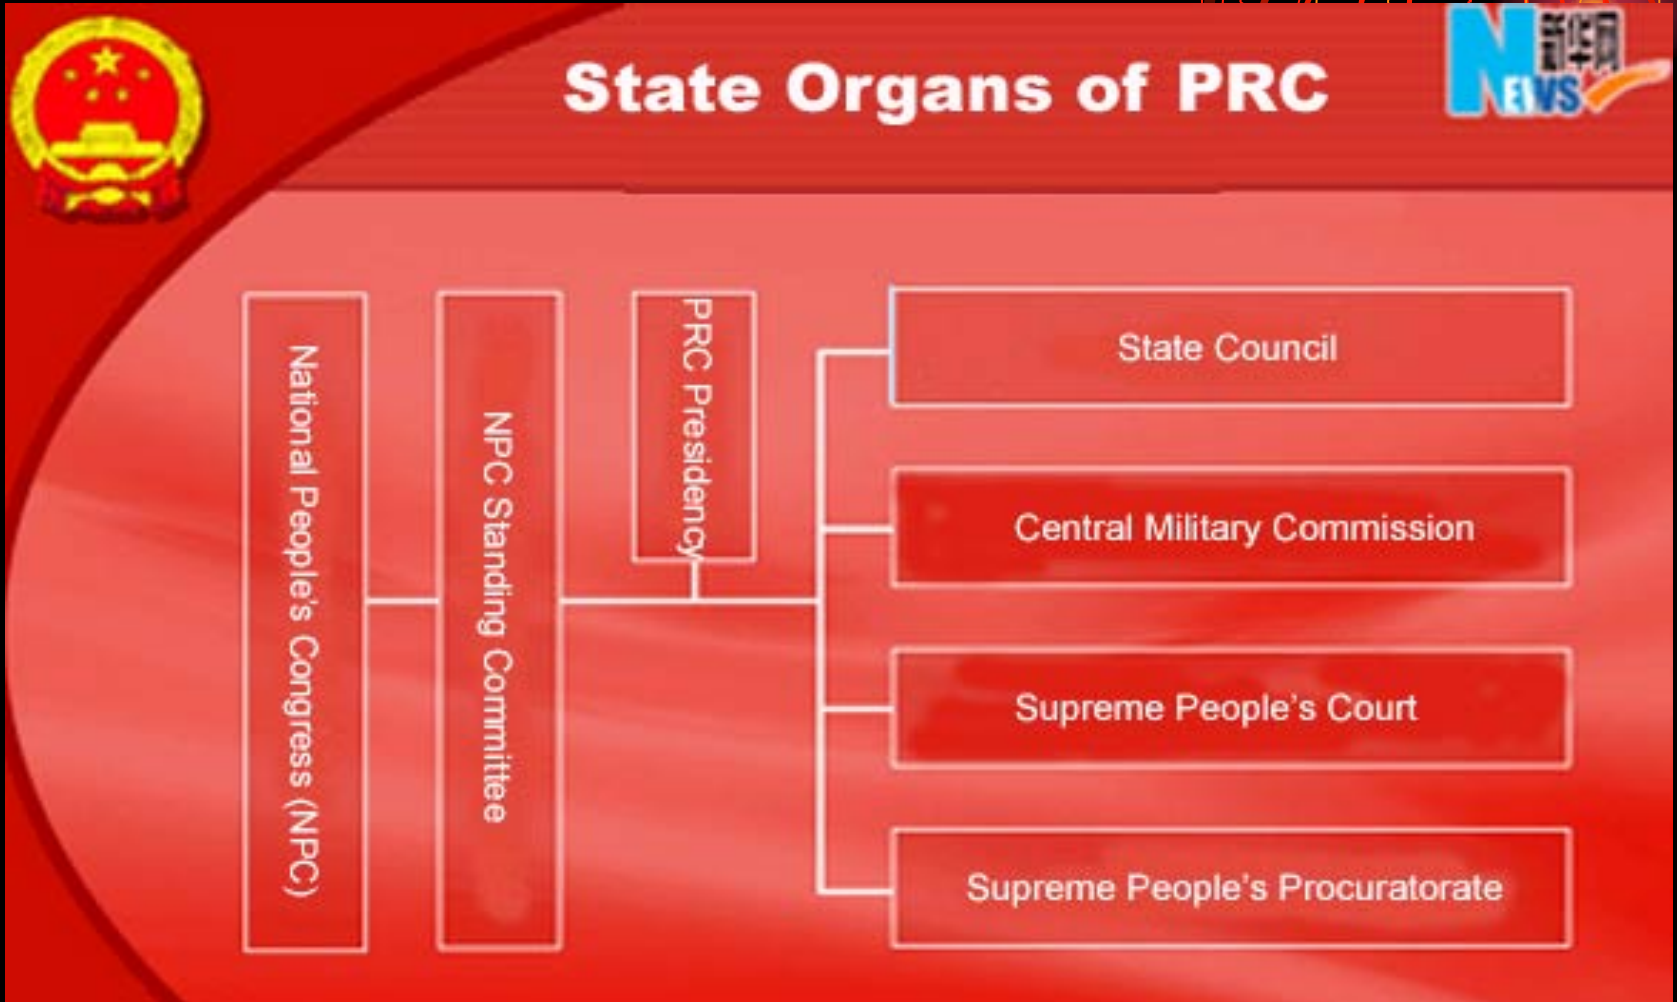 State Organs of PRC
新华网
NEWS
National People's Congress (NPC)
NPC Standing Committee
PRC Presidency
State Council
Central Military Commission
Supreme People's Court
Supreme People's Procuratorate